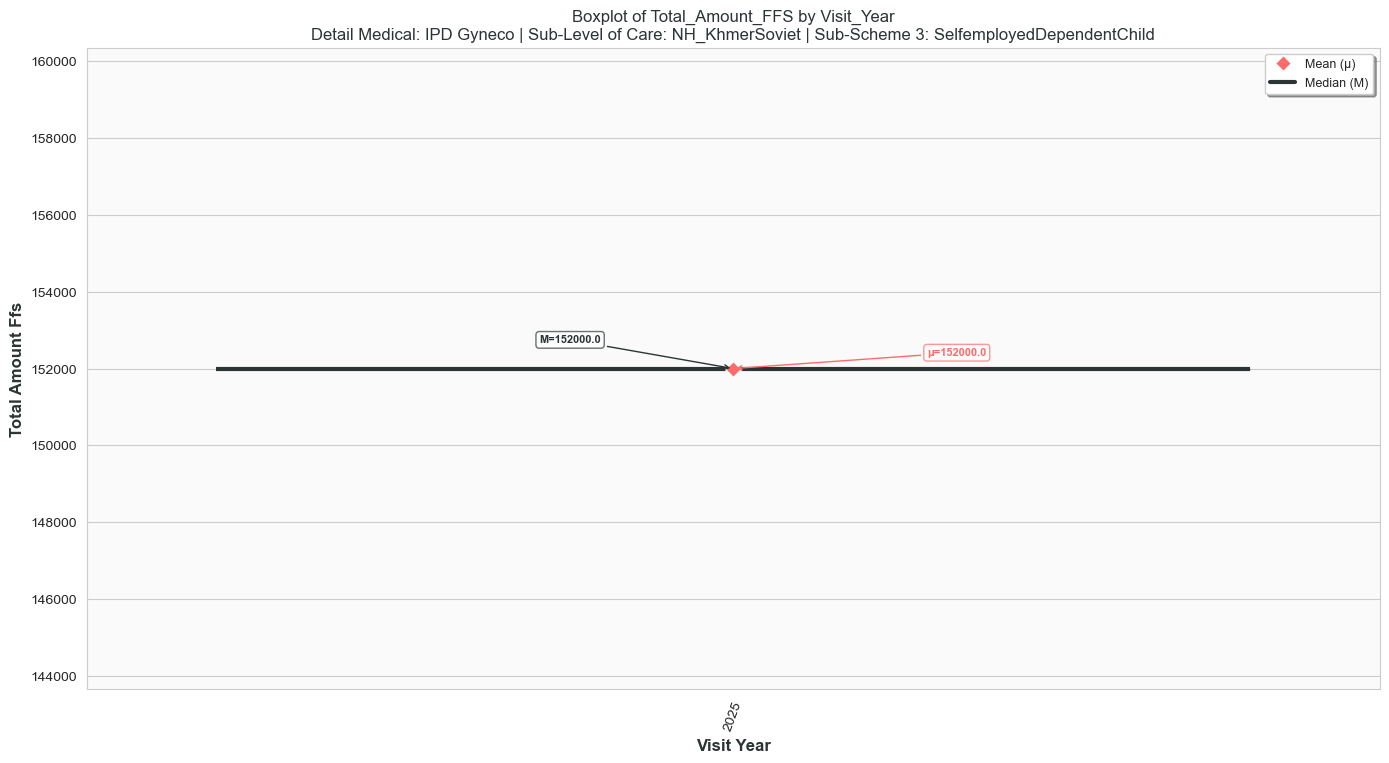 Boxplot of Total_Amount_FFS by Visit_Year
Detail Medical: IPD Gyneco | Sub-Level of Care: NH_KhmerSoviet | Sub-Scheme 3: SelfemployedDependentChild
Mean (μ)
Median (M)
Total Amount Ffs
160000
158000
156000
154000
152000
150000
148000
146000
144000
M=152000.0
μ=152000.0
2025
Visit Year